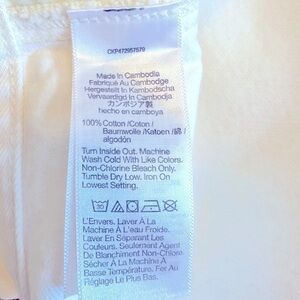 Made In Cambodia
Fabriqué Au Cambodge
Hergestellt In Kambodscha
Vervaardigd In Cambodja
カンボジア製
hecho en camboya
100% Cotton /Coton /
Baumwolle /Katoen /綿 /
algodón
Turn Inside Out. Machine
Wash Cold With Like Colors.
Non-Chlorine Bleach Only.
Tumble Dry Low. Iron On
Lowest Setting.
L'Envers. Laver À La
Machine À L'eau Froide.
Laver En Séparant Les
Couleurs. Seulement Agent
De Blanchiment Non-Chlore.
Sécher À La Machine À
Basse Température. Fer Au
Réglage Le Plus Bas.